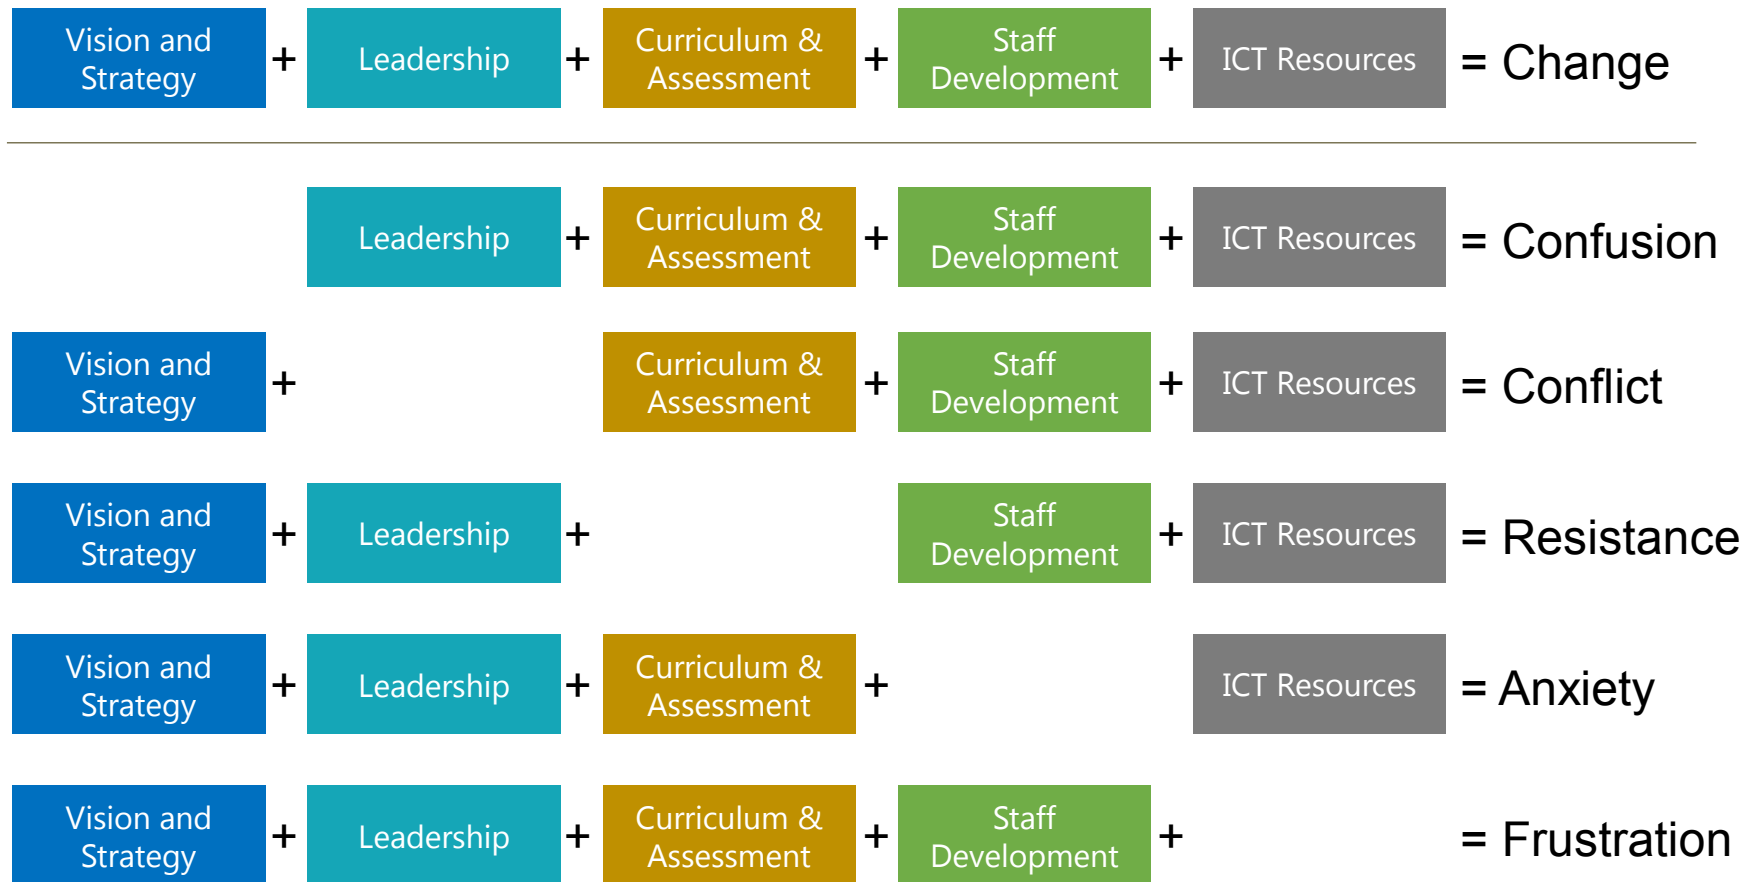 Vision and Strategy + Leadership + Curriculum & Assessment + Staff Development + ICT Resources = Change
Leadership + Curriculum & Assessment + Staff Development + ICT Resources = Confusion
Vision and Strategy + Curriculum & Assessment + Staff Development + ICT Resources = Conflict
Vision and Strategy + Leadership + Staff Development + ICT Resources = Resistance
Vision and Strategy + Leadership + Curriculum & Assessment + ICT Resources = Anxiety
Vision and Strategy + Leadership + Curriculum & Assessment + Staff Development + = Frustration